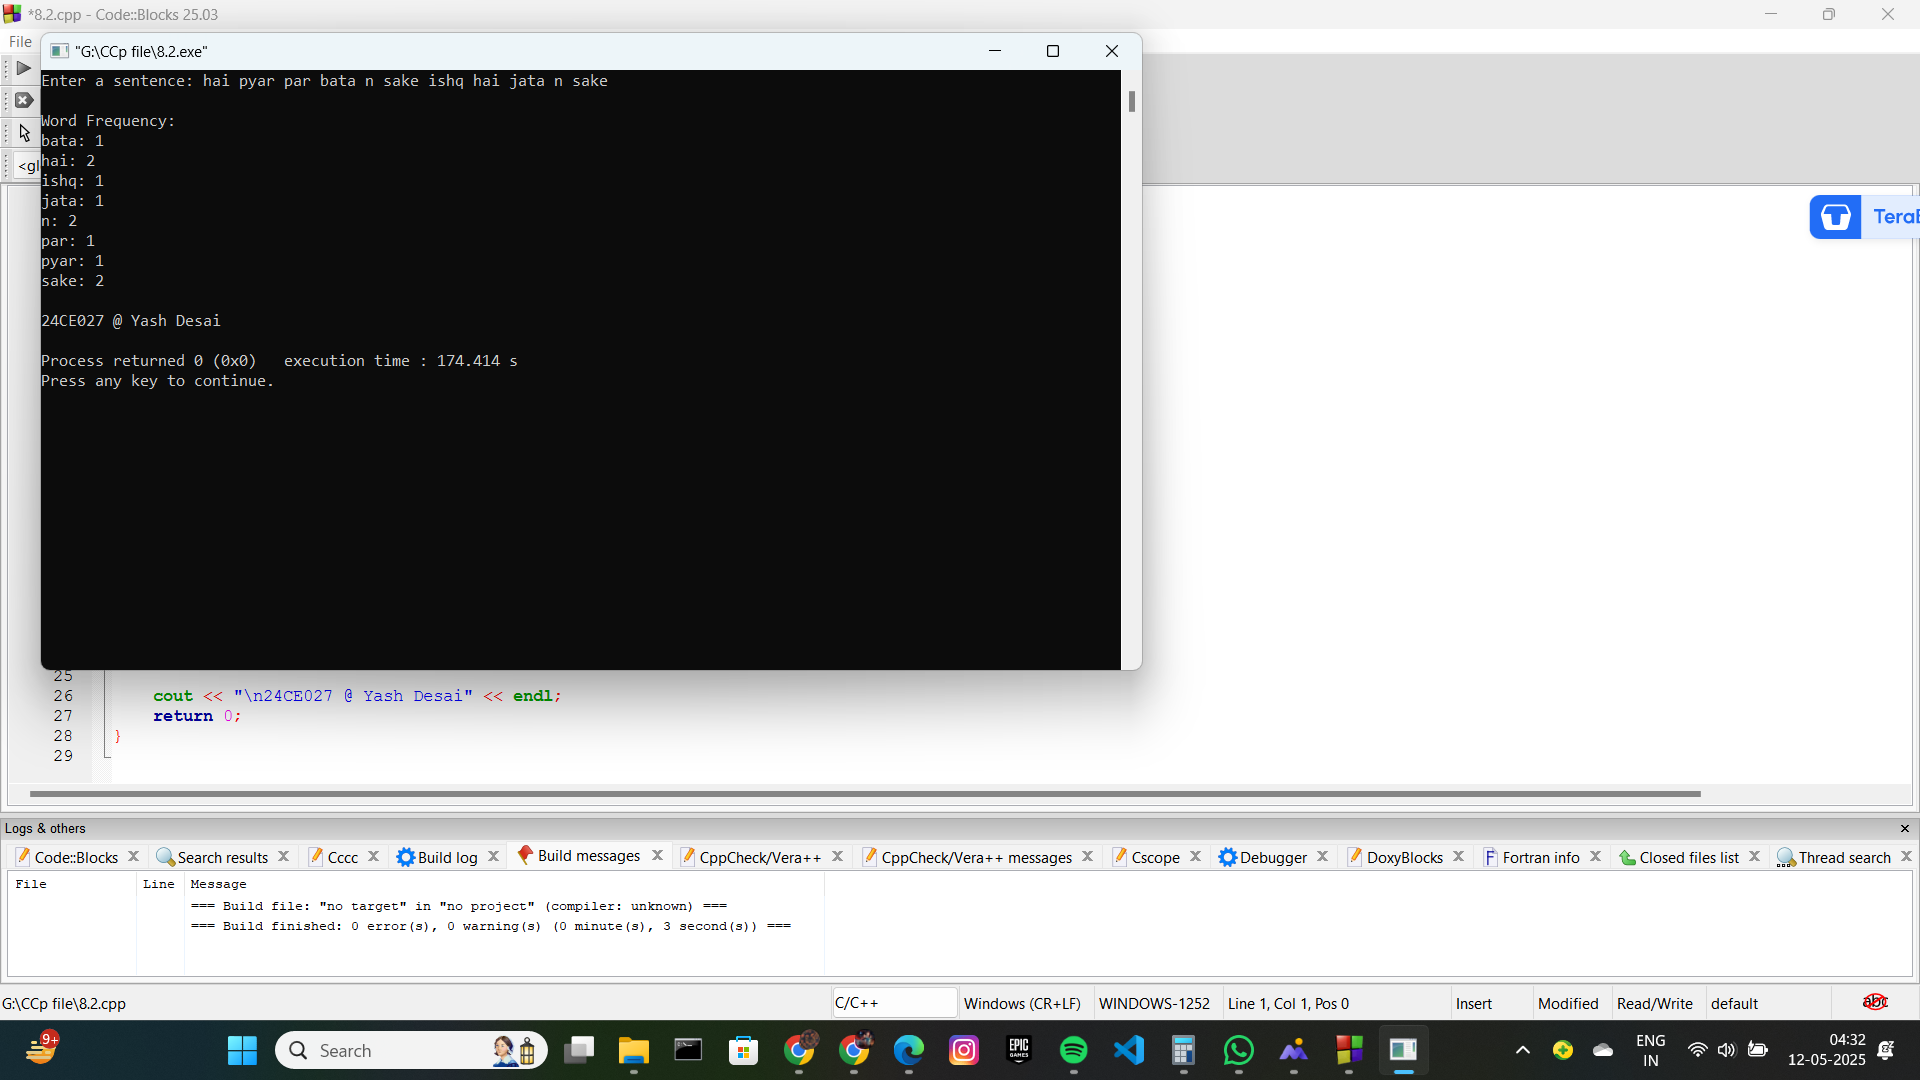 *8.2.cpp - Code::Blocks 25.03
File
"G:\CCp file\8.2.exe"
Enter a sentence: hai pyar par bata n sake ishq hai jata n sake
Word Frequency:
bata: 1
hai: 2
ishq: 1
jata: 1
n: 2
par: 1
pyar: 1
sake: 2
24CE027 @ Yash Desai
Process returned 0 (0x0)   execution time : 174.414 s
Press any key to continue.
25
26 cout << "\n24CE027 @ Yash Desai" << endl;
27 return 0;
28 }
29
Logs & others
Code::Blocks Search results Cccc Build log Build messages CppCheck/Vera++ CppCheck/Vera++ messages Cscope Debugger DoxyBlocks Fortran info Closed files list Thread search
File Line Message
=== Build file: "no target" in "no project" (compiler: unknown) ===
=== Build finished: 0 error(s), 0 warning(s) (0 minute(s), 3 second(s)) ===
G:\CCp file\8.2.cpp C/C++ Windows (CR+LF) WINDOWS-1252 Line 1, Col 1, Pos 0 Insert Modified Read/Write default abc
9+ Search EPIC GAMES ENG IN 04:32 12-05-2025